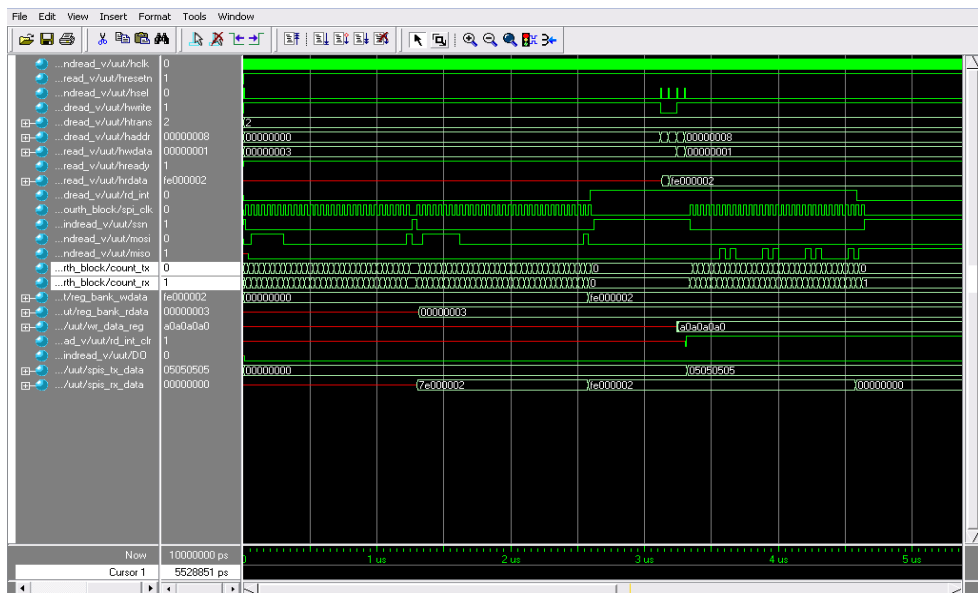 File Edit View Insert Format Tools Window
...ndread_v/uut/hclk 0
...read_v/uut/hresetn 1
...ndread_v/uut/hsel 0
...dread_v/uut/hwrite 1
...dread_v/uut/htrans 2 2
...dread_v/uut/haddr 00000008 00000000 00000008
...read_v/uut/hwdata 00000001 00000003 00000001
...read_v/uut/hready 1
...read_v/uut/hrdata fe000002 fe000002
...dread_v/uut/rd_int 0
...ourth_block/spi_clk 0
...indread_v/uut/ssn 1
...ndread_v/uut/mosi 0
...ndread_v/uut/miso 1
...rth_block/count_tx 0 0 0
...rth_block/count_rx 1 0 1
...t/reg_bank_wdata fe000002 00000000 fe000002
...ut/reg_bank_rdata 00000003 00000003
.../uut/wr_data_reg a0a0a0a0 a0a0a0a0
...ad_v/uut/rd_int_clr 1
...indread_v/uut/DO 0
.../uut/spis_tx_data 05050505 00000000 05050505
.../uut/spis_rx_data 00000000 7e000002 fe000002 00000000
Now 10000000 ps 0 1 us 2 us 3 us 4 us 5 us
Cursor 1 5528851 ps